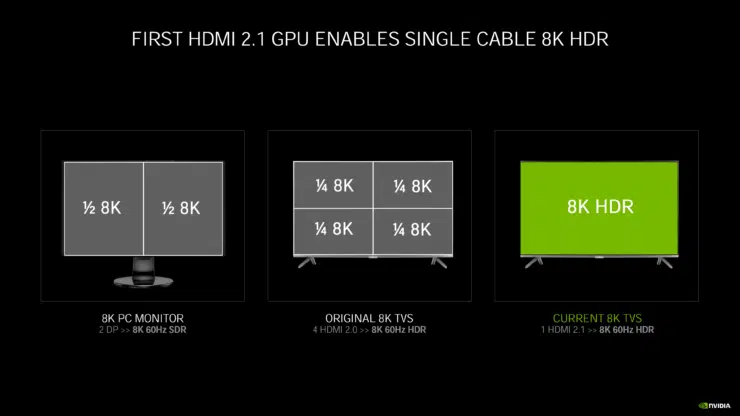 FIRST HDMI 2.1 GPU ENABLES SINGLE CABLE 8K HDR
½ 8K
½ 8K
8K PC MONITOR
2 DP >> 8K 60Hz SDR
¼ 8K
¼ 8K
¼ 8K
¼ 8K
ORIGINAL 8K TVS
4 HDMI 2.0 >> 8K 60Hz HDR
8K HDR
CURRENT 8K TVS
1 HDMI 2.1 >> 8K 60Hz HDR
NVIDIA